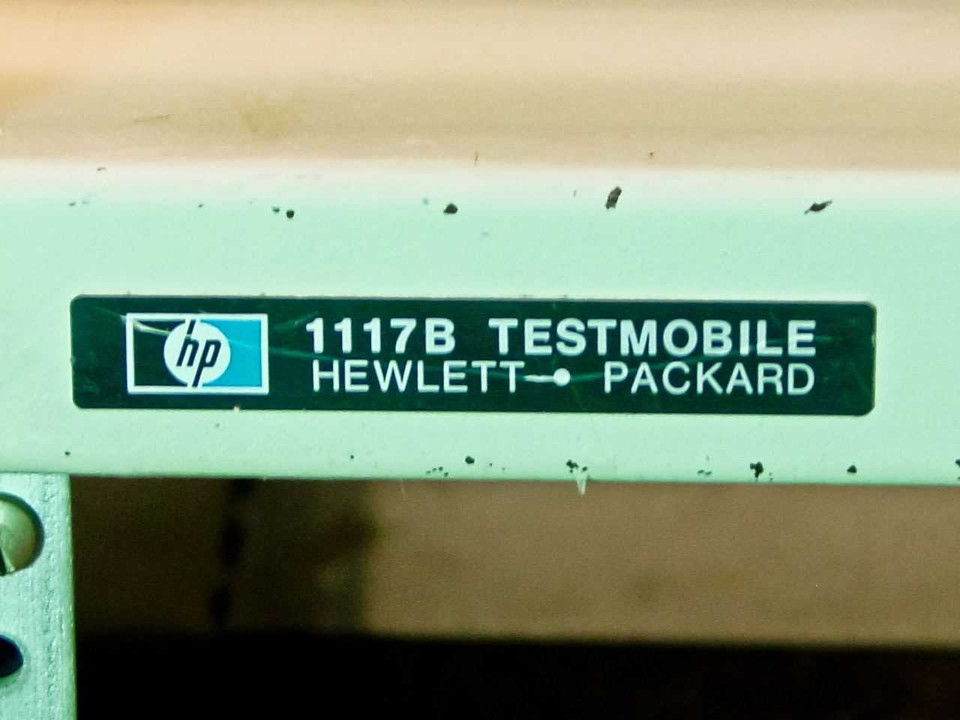 hp
1117B TESTMOBILE
HEWLETT-• PACKARD